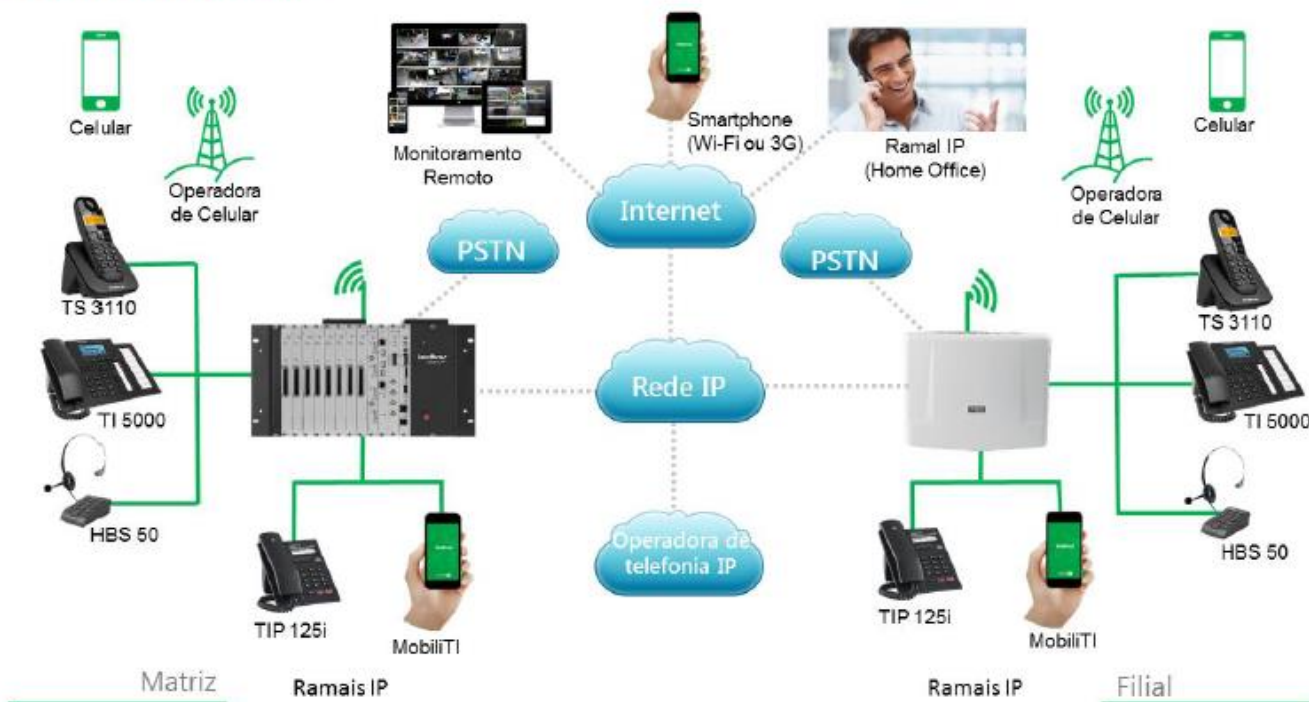 Celular
Operadora
de Celular
Monitoramento
Remoto
Smartphone
(Wi-Fi ou 3G)
Ramal IP
(Home Office)
Operadora
de Celular
Celular
Internet
PSTN
PSTN
TS 3110
TI 5000
HBS 50
Rede IP
TS 3110
TI 5000
HBS 50
Operadora de
telefonia IP
TIP 125i
MobiliTI
TIP 125i
MobiliTI
Matriz
Ramais IP
Ramais IP
Filial